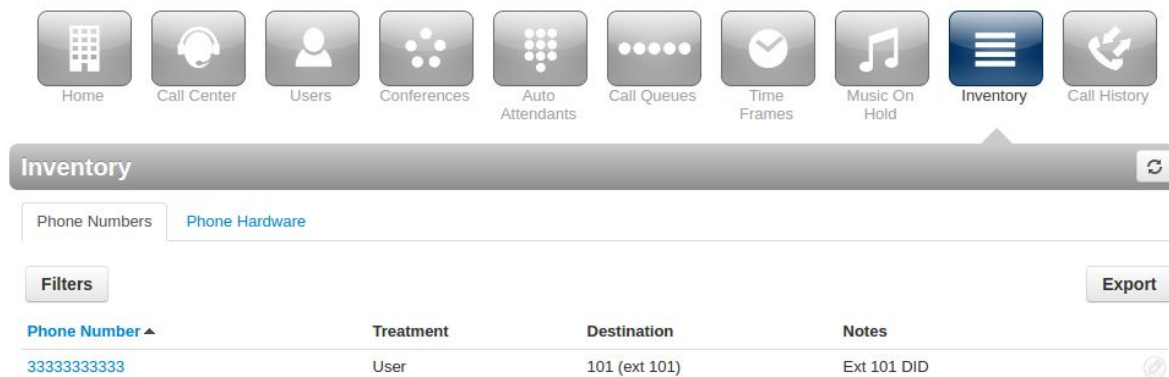 Home Call Center Users Conferences Auto Attendants Call Queues Time Frames Music On Hold Inventory Call History
Inventory
Phone Numbers Phone Hardware
Filters Export
Phone Number Treatment Destination Notes
33333333333 User 101 (ext 101) Ext 101 DID